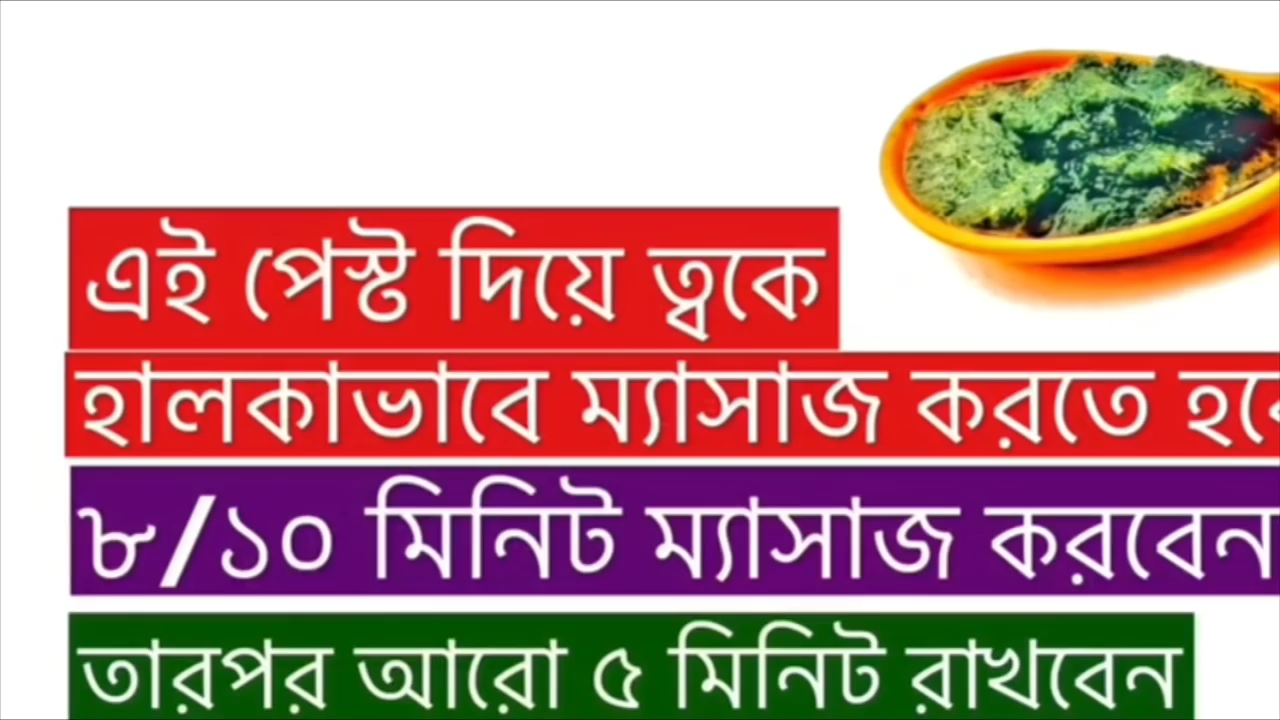 এই পেস্ট দিয়ে ত্বকে
হালকাভাবে ম্যাসাজ করতে
৮/১০ মিনিট ম্যাসাজ করবেন
তারপর আরো ৫ মিনিট রাখবেন